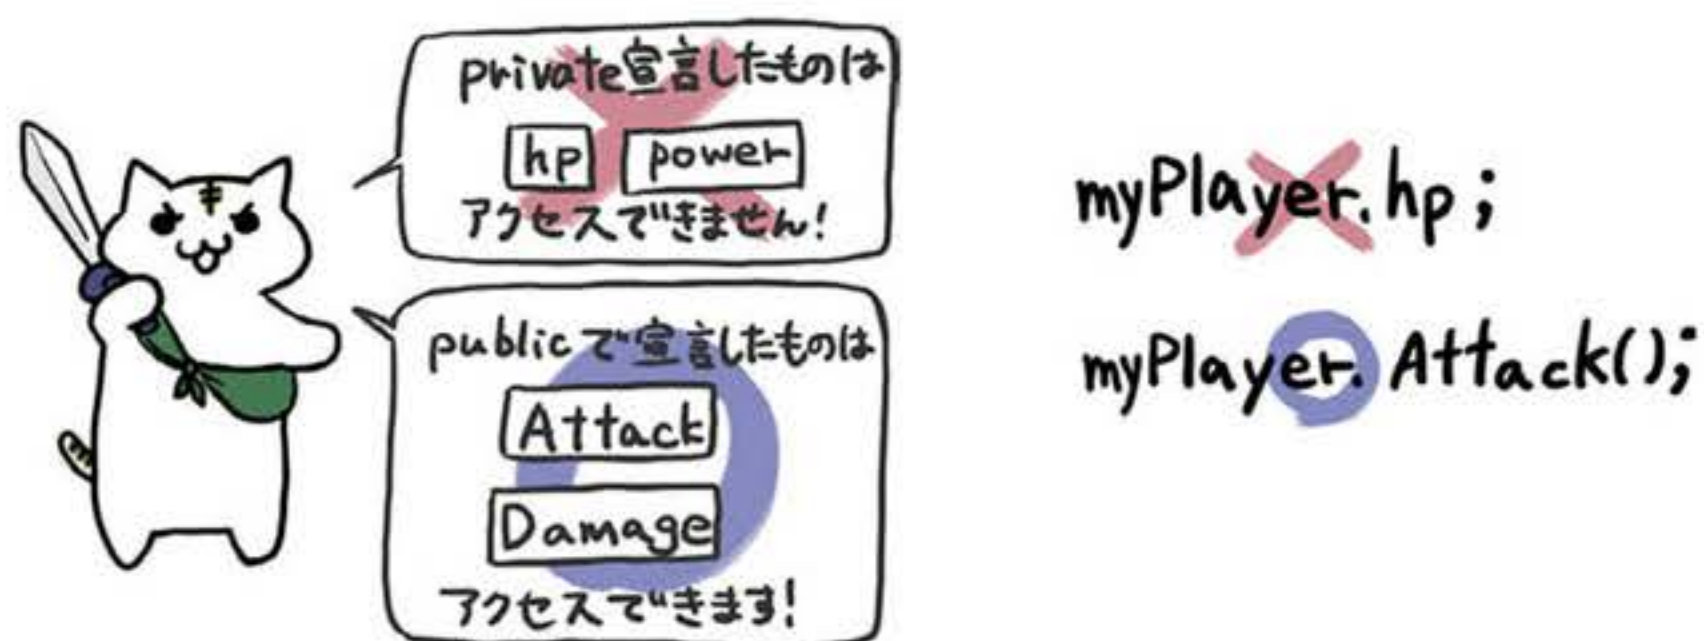 private宣言したものは
hp power
アクセスできません!
publicで宣言したものは
Attack
Damage
アクセスできます!
myPlayer.hp;
myPlayer.Attack();